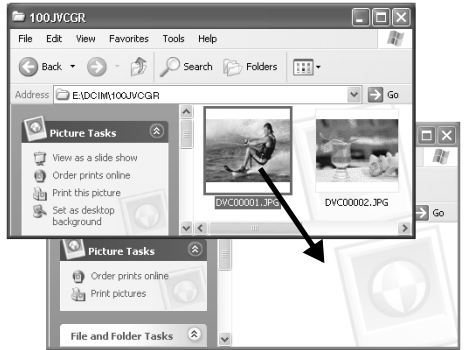 100JVCGR
File Edit View Favorites Tools Help
Back Search Folders
Address E:\DCIM\100JVCGR Go
Picture Tasks
View as a slide show
Order prints online
Print this picture
Set as desktop
background
DVC00001.JPG DVC00002.JPG
Go
Picture Tasks
Order prints online
Print pictures
File and Folder Tasks